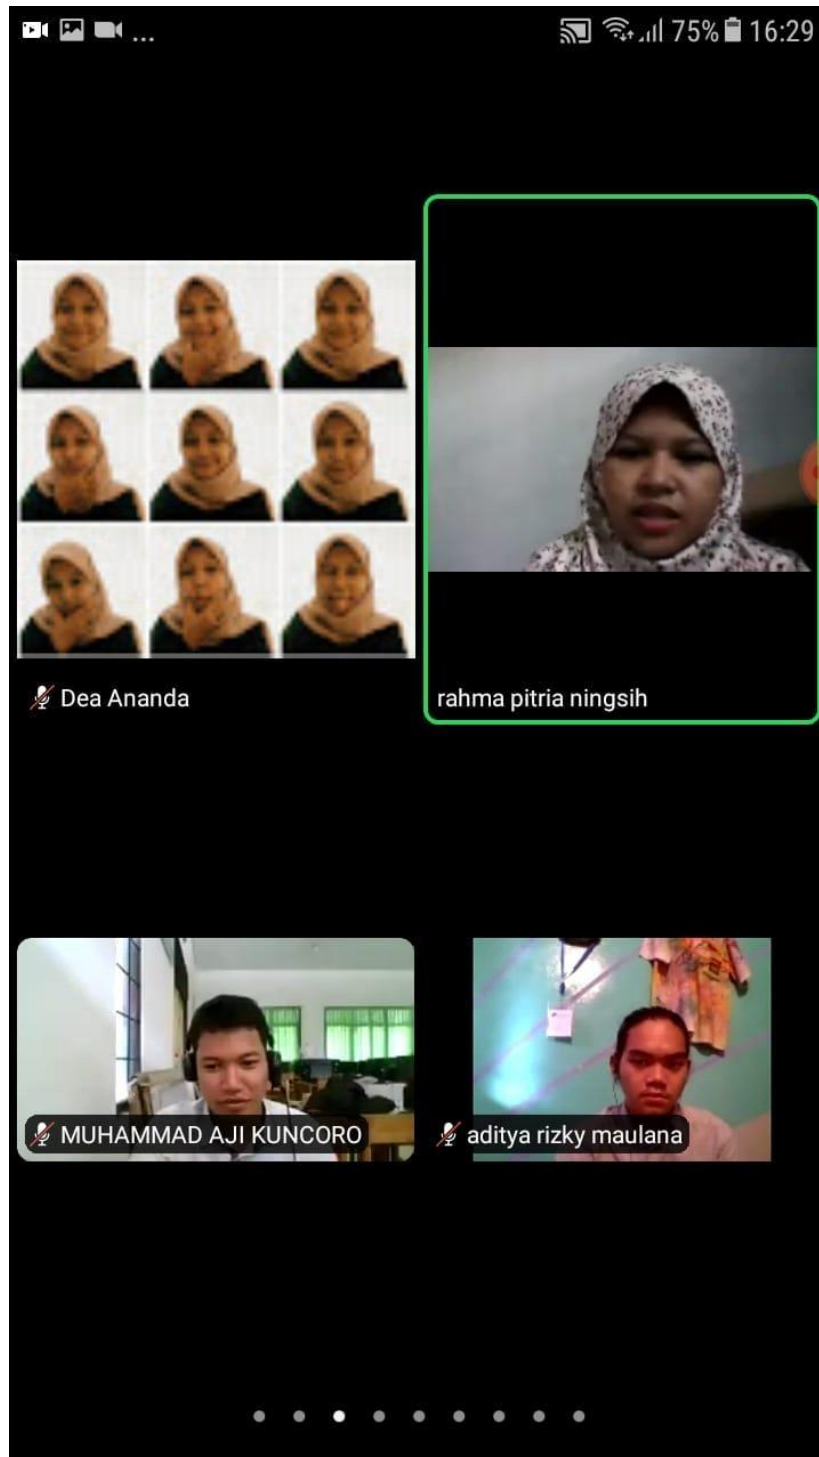 ... 75% 16:29
Dea Ananda
rahma pitria ningsih
MUHAMMAD AJI KUNCORO
aditya rizky maulana